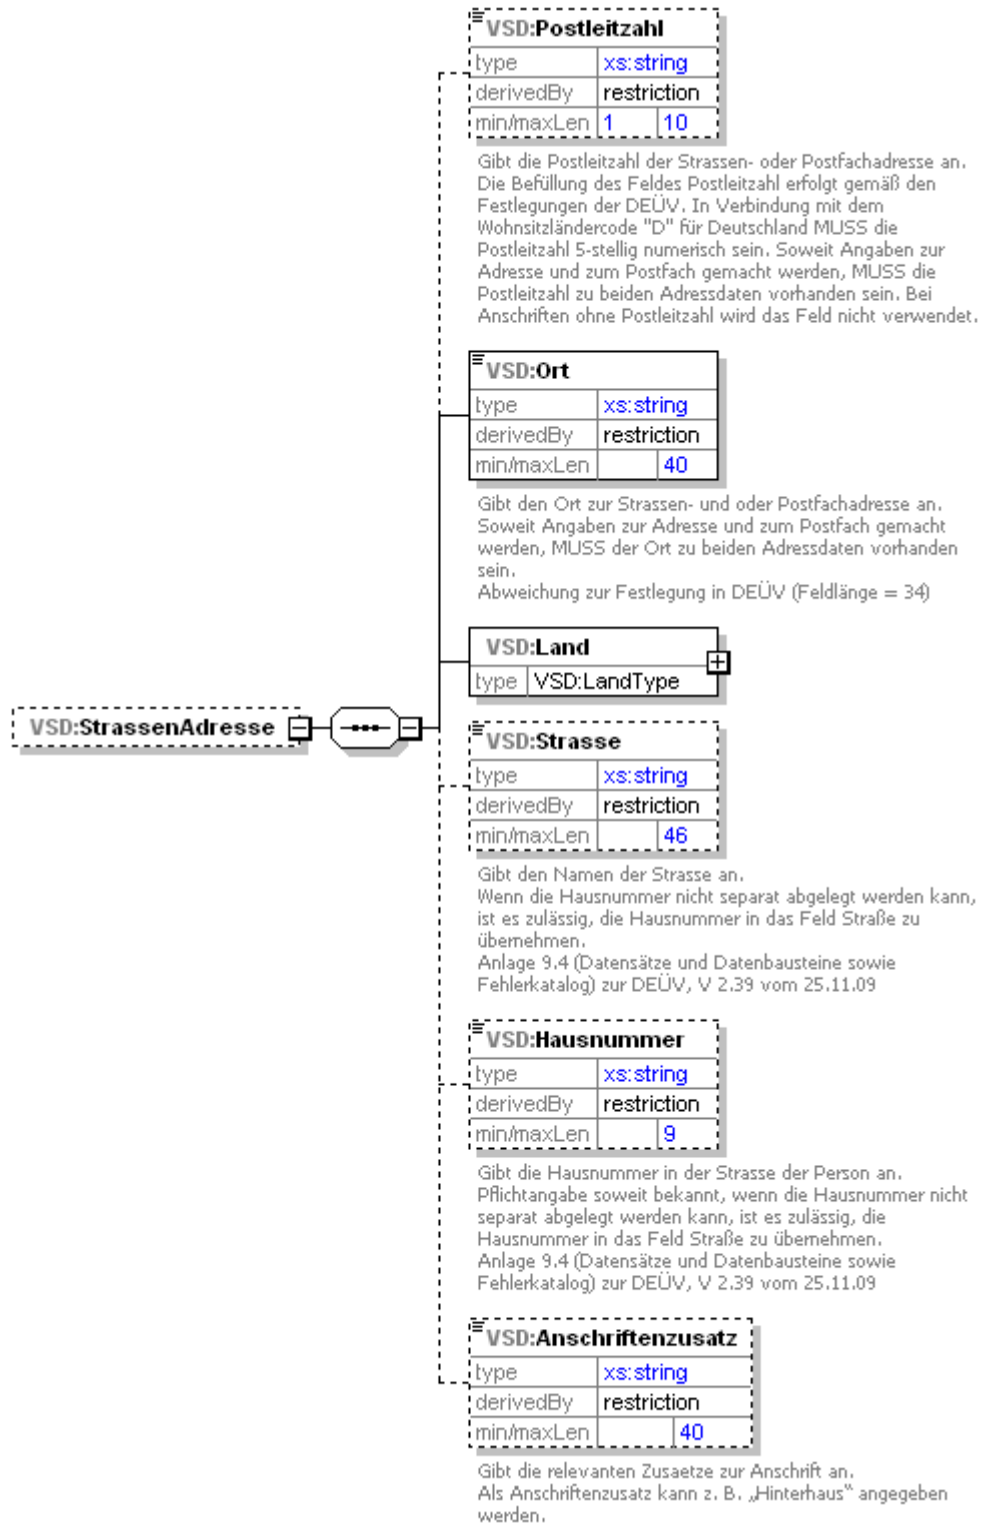 VSD:Postleitzahl
type xs:string
derivedBy restriction
min/maxLen 1 10
Gibt die Postleitzahl der Strassen- oder Postfachadresse an.
Die Befüllung des Feldes Postleitzahl erfolgt gemäß den
Festlegungen der DEÜV. In Verbindung mit dem
Wohnsitzländercode "D" für Deutschland MUSS die
Postleitzahl 5-stellig numerisch sein. Soweit Angaben zur
Adresse und zum Postfach gemacht werden, MUSS die
Postleitzahl zu beiden Adressdaten vorhanden sein. Bei
Anschriften ohne Postleitzahl wird das Feld nicht verwendet.
VSD:Ort
type xs:string
derivedBy restriction
min/maxLen 40
Gibt den Ort zur Strassen- und oder Postfachadresse an.
Soweit Angaben zur Adresse und zum Postfach gemacht
werden, MUSS der Ort zu beiden Adressdaten vorhanden
sein.
Abweichung zur Festlegung in DEÜV (Feldlänge = 34)
VSD:Land
type VSD:LandType
VSD:StrassenAdresse
VSD:Strasse
type xs:string
derivedBy restriction
min/maxLen 46
Gibt den Namen der Strasse an.
Wenn die Hausnummer nicht separat abgelegt werden kann,
ist es zulässig, die Hausnummer in das Feld Straße zu
übernehmen.
Anlage 9.4 (Datensätze und Datenbausteine sowie
Fehlerkatalog) zur DEÜV, V 2.39 vom 25.11.09
VSD:Hausnummer
type xs:string
derivedBy restriction
min/maxLen 9
Gibt die Hausnummer in der Strasse der Person an.
Pflichtangabe soweit bekannt, wenn die Hausnummer nicht
separat abgelegt werden kann, ist es zulässig, die
Hausnummer in das Feld Straße zu übernehmen.
Anlage 9.4 (Datensätze und Datenbausteine sowie
Fehlerkatalog) zur DEÜV, V 2.39 vom 25.11.09
VSD:Anschriftenzusatz
type xs:string
derivedBy restriction
min/maxLen 40
Gibt die relevanten Zusaetze zur Anschrift an.
Als Anschriftenzusatz kann z. B. „Hinterhaus“ angegeben
werden.